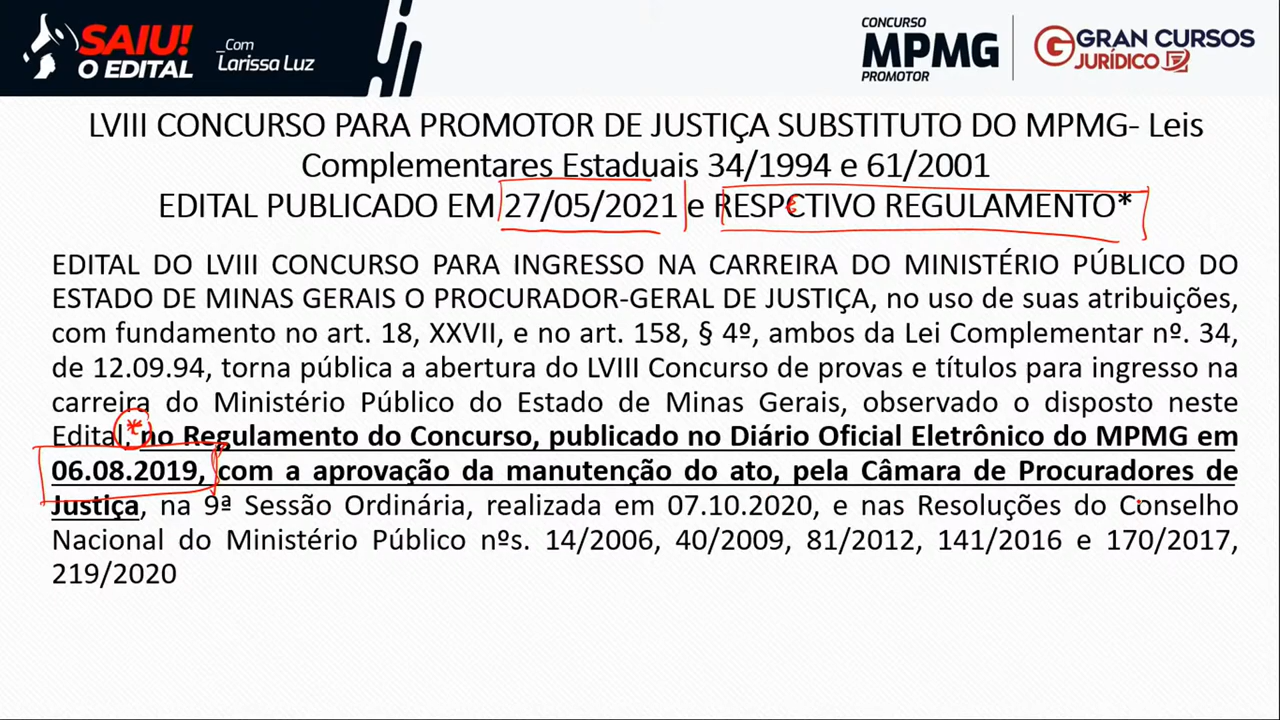 SAIU!
O EDITAL
_Com
Larissa Luz
CONCURSO
MPMG
PROMOTOR
GRAN CURSOS
JURÍDICO
LVIII CONCURSO PARA PROMOTOR DE JUSTIÇA SUBSTITUTO DO MPMG- Leis
Complementares Estaduais 34/1994 e 61/2001
EDITAL PUBLICADO EM 27/05/2021 e RESPCTIVO REGULAMENTO*
EDITAL DO LVIII CONCURSO PARA INGRESSO NA CARREIRA DO MINISTÉRIO PÚBLICO DO
ESTADO DE MINAS GERAIS O PROCURADOR-GERAL DE JUSTIÇA, no uso de suas atribuições,
com fundamento no art. 18, XXVII, e no art. 158, § 4º, ambos da Lei Complementar nº. 34,
de 12.09.94, torna pública a abertura do LVIII Concurso de provas e títulos para ingresso na
carreira do Ministério Público do Estado de Minas Gerais, observado o disposto neste
Edital, * no Regulamento do Concurso, publicado no Diário Oficial Eletrônico do MPMG em
06.08.2019, com a aprovação da manutenção do ato, pela Câmara de Procuradores de
Justiça, na 9ª Sessão Ordinária, realizada em 07.10.2020, e nas Resoluções do Conselho
Nacional do Ministério Público nºs. 14/2006, 40/2009, 81/2012, 141/2016 e 170/2017,
219/2020